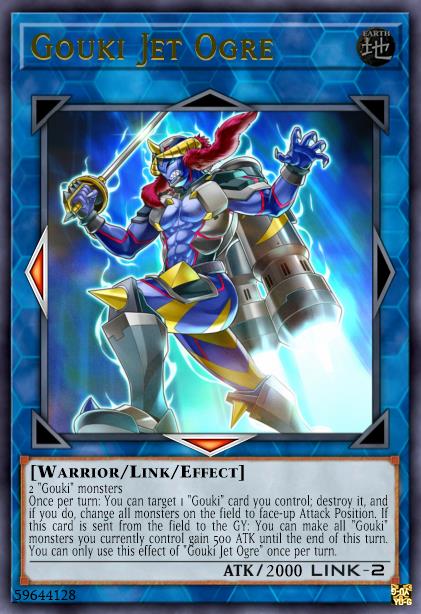 Gouki Jet Ogre
EARTH
地
[Warrior/Link/Effect]
2 "Gouki" monsters
Once per turn: You can target 1 "Gouki" card you control; destroy it, and
if you do, change all monsters on the field to face-up Attack Position. If
this card is sent from the field to the GY: You can make all "Gouki"
monsters you currently control gain 500 ATK until the end of this turn.
You can only use this effect of "Gouki Jet Ogre" once per turn.
ATK/2000 LINK-2
59644128